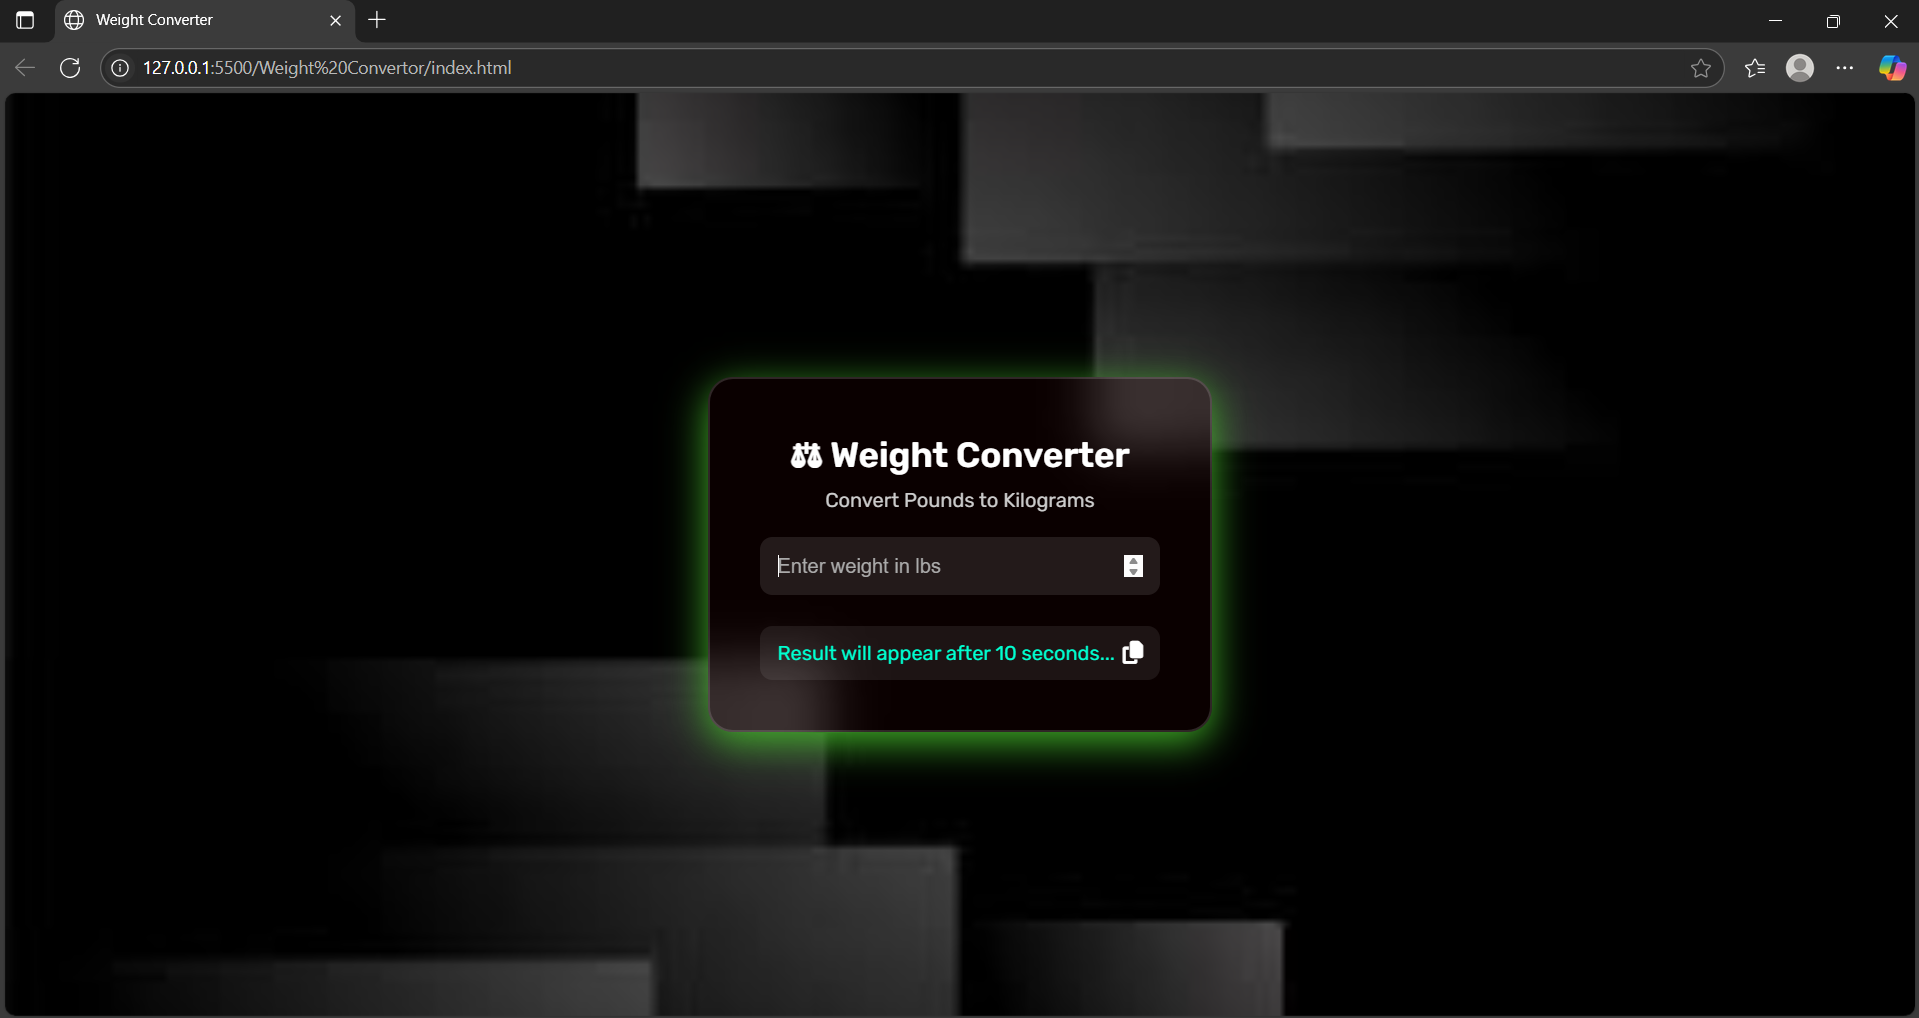 Weight Converter
127.0.0.1:5500/Weight%20Convertor/index.html
Weight Converter
Convert Pounds to Kilograms
Enter weight in lbs
Result will appear after 10 seconds...